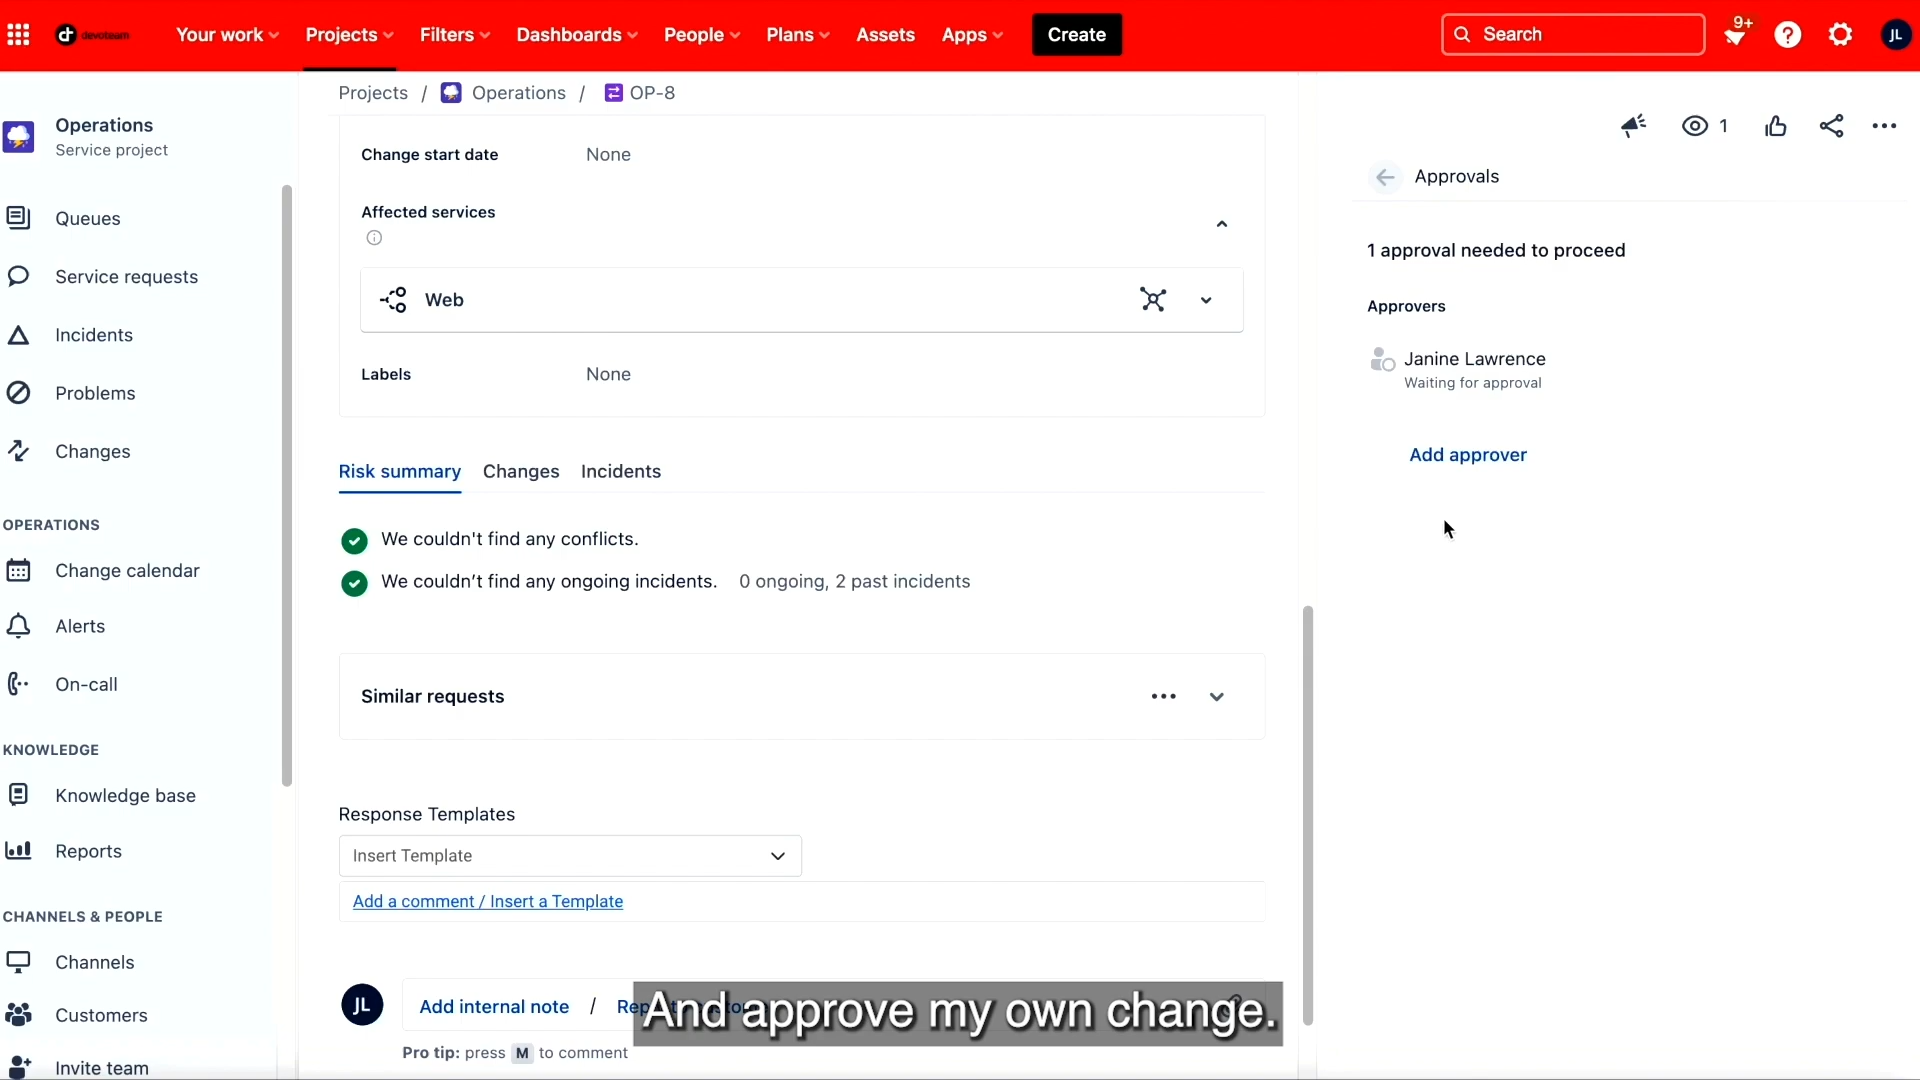 devoteam
Your work
Projects
Filters
Dashboards
People
Plans
Assets
Apps
Create
Search
9+
JL
Projects / Operations / OP-8
Operations
Service project
Queues
Service requests
Incidents
Problems
Changes
OPERATIONS
Change calendar
Alerts
On-call
KNOWLEDGE
Knowledge base
Reports
CHANNELS & PEOPLE
Channels
Customers
Invite team
Change start date
None
Affected services
Web
Labels
None
Risk summary
Changes
Incidents
We couldn't find any conflicts.
We couldn’t find any ongoing incidents. 0 ongoing, 2 past incidents
Similar requests
Response Templates
Insert Template
Add a comment / Insert a Template
JL
Add internal note /
And approve my own change.
Pro tip: press M to comment
1
Approvals
1 approval needed to proceed
Approvers
Janine Lawrence
Waiting for approval
Add approver